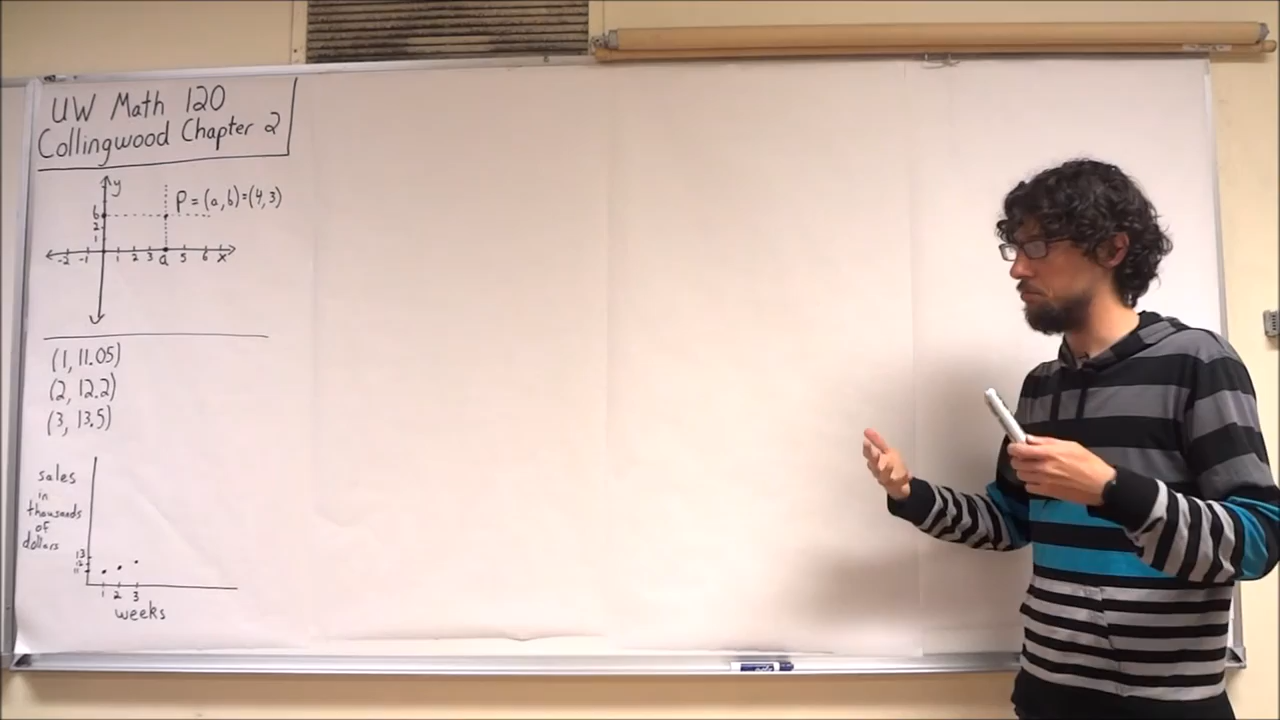 UW Math 120
Collingwood Chapter 2
y
P = (a, b) = (4, 3)
b
2
1
-2 -1 1 2 3 a 5 6 x
(1, 11.05)
(2, 12.2)
(3, 13.5)
sales
in
thousands
of
dollars
13
12
11
1 2 3
weeks